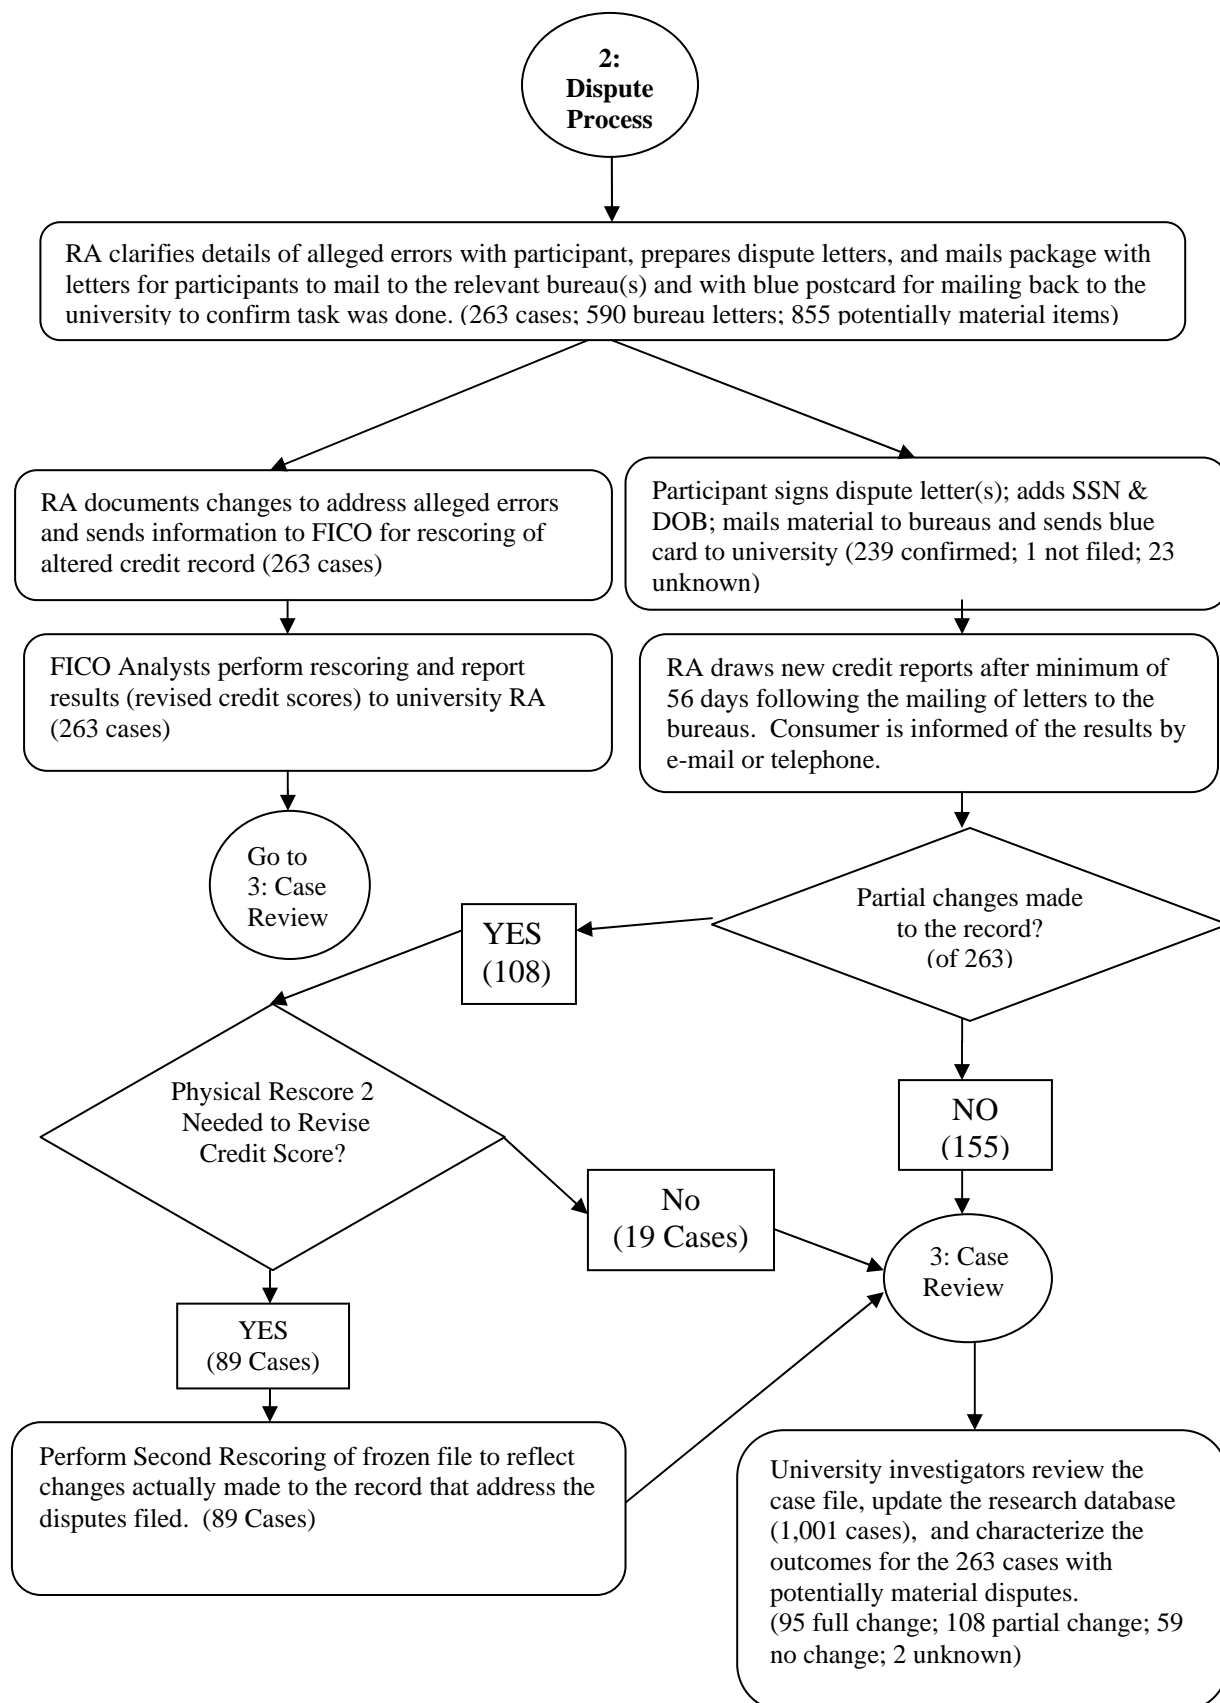 2:
Dispute
Process
RA clarifies details of alleged errors with participant, prepares dispute letters, and mails package with
letters for participants to mail to the relevant bureau(s) and with blue postcard for mailing back to the
university to confirm task was done. (263 cases; 590 bureau letters; 855 potentially material items)
RA documents changes to address alleged errors
and sends information to FICO for rescoring of
altered credit record (263 cases)
Participant signs dispute letter(s); adds SSN &
DOB; mails material to bureaus and sends blue
card to university (239 confirmed; 1 not filed; 23
unknown)
FICO Analysts perform rescoring and report
results (revised credit scores) to university RA
(263 cases)
RA draws new credit reports after minimum of
56 days following the mailing of letters to the
bureaus.  Consumer is informed of the results by
e-mail or telephone.
Go to
3: Case
Review
Partial changes made
to the record?
(of 263)
YES
(108)
Physical Rescore 2
Needed to Revise
Credit Score?
NO
(155)
No
(19 Cases)
3: Case
Review
YES
(89 Cases)
Perform Second Rescoring of frozen file to reflect
changes actually made to the record that address the
disputes filed.  (89 Cases)
University investigators review the
case file, update the research database
(1,001 cases),  and characterize the
outcomes for the 263 cases with
potentially material disputes.
(95 full change; 108 partial change; 59
no change; 2 unknown)